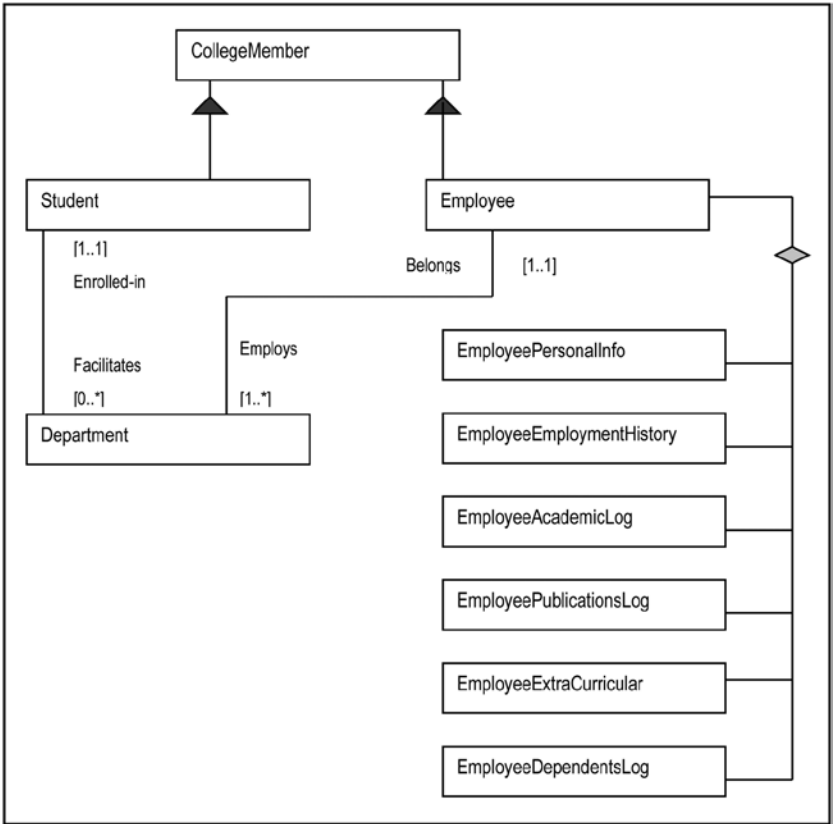 CollegeMember
Student
Employee
[1..1]
Enrolled-in
Belongs
[1..1]
Facilitates
[0..*]
Employs
[1..*]
Department
EmployeePersonalInfo
EmployeeEmploymentHistory
EmployeeAcademicLog
EmployeePublicationsLog
EmployeeExtraCurricular
EmployeeDependentsLog